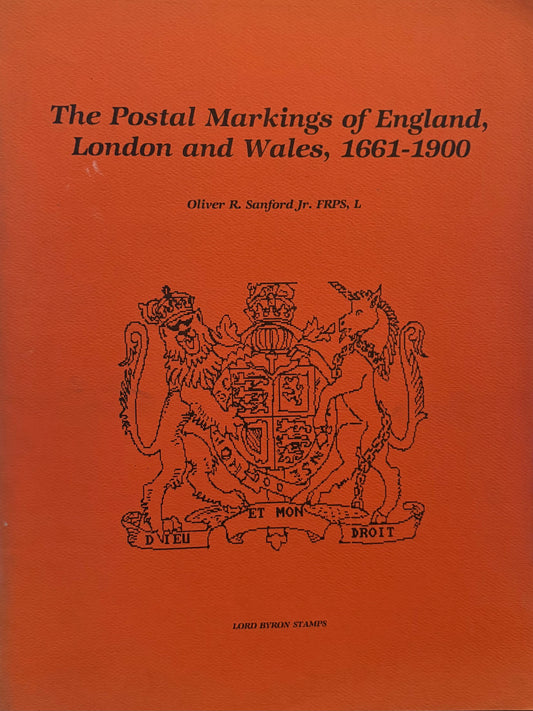 The Postal Markings of England,
London and Wales, 1661-1900
Oliver R. Sanford Jr. FRPS, L
D IEU ET MON DROIT
LORD BYRON STAMPS